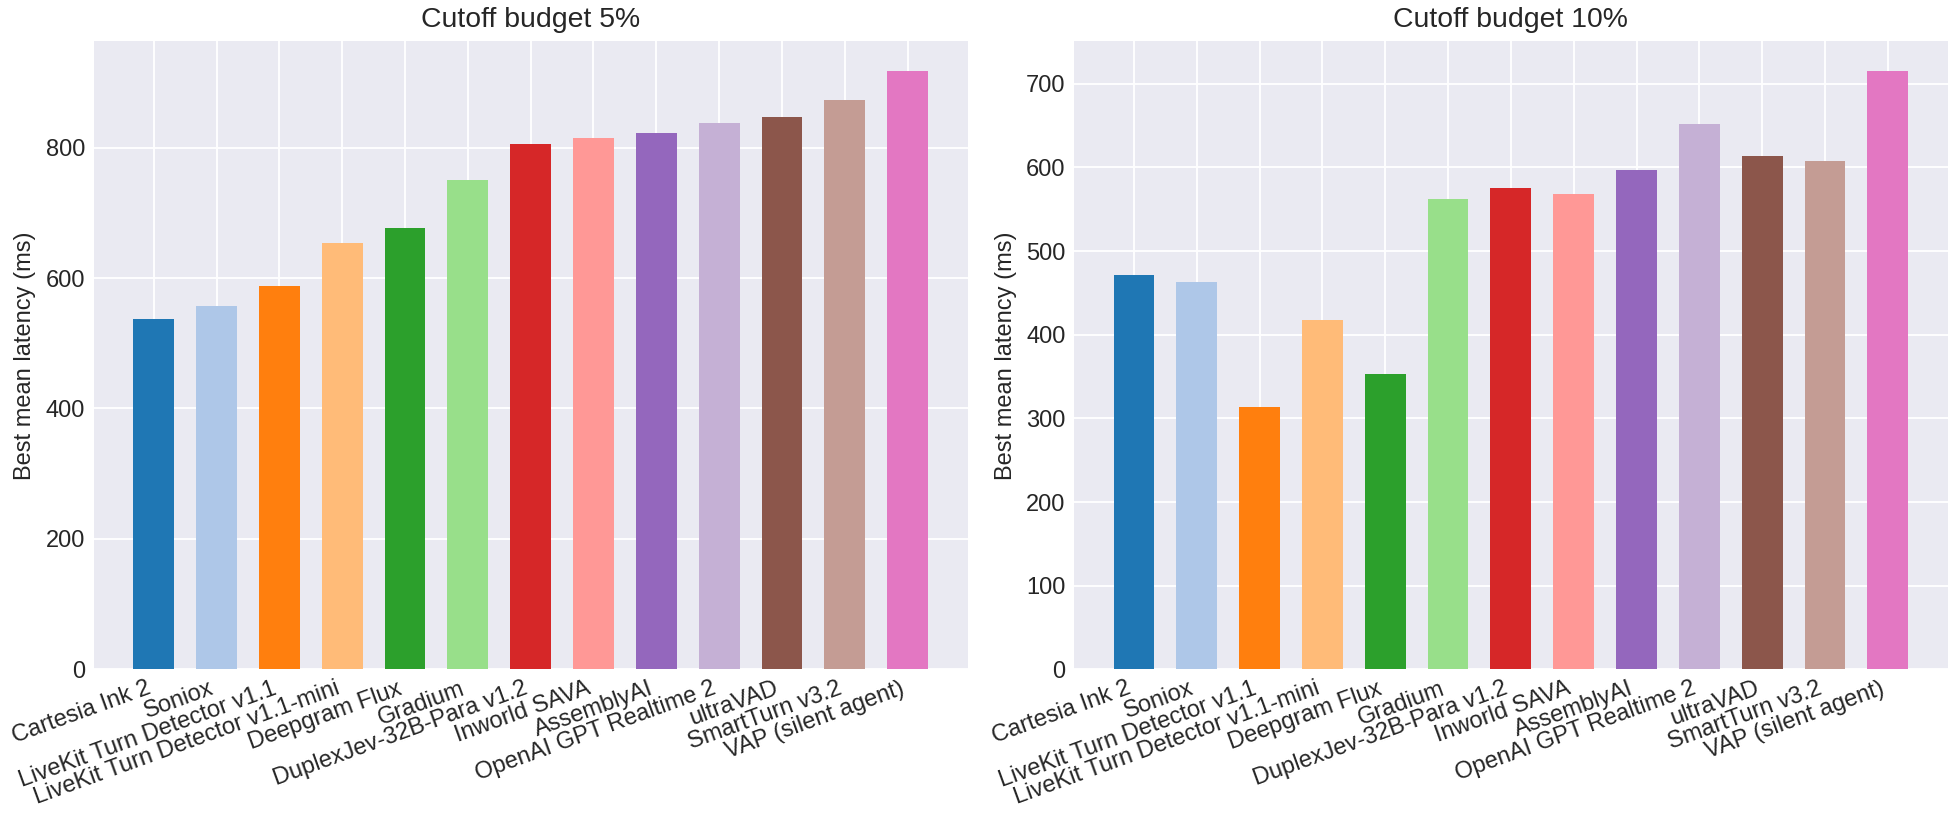 Cutoff budget 5%
Best mean latency (ms)
800
600
400
200
0
Cartesia Ink 2
Soniox
LiveKit Turn Detector v1.1
LiveKit Turn Detector v1.1-mini
Deepgram Flux
Gradium
DuplexJev-32B-Para v1.2
Inworld SAVA
AssemblyAI
OpenAI GPT Realtime 2
ultraVAD
SmartTurn v3.2
VAP (silent agent)
Cutoff budget 10%
Best mean latency (ms)
700
600
500
400
300
200
100
0
Cartesia Ink 2
Soniox
LiveKit Turn Detector v1.1
LiveKit Turn Detector v1.1-mini
Deepgram Flux
Gradium
DuplexJev-32B-Para v1.2
Inworld SAVA
AssemblyAI
OpenAI GPT Realtime 2
ultraVAD
SmartTurn v3.2
VAP (silent agent)